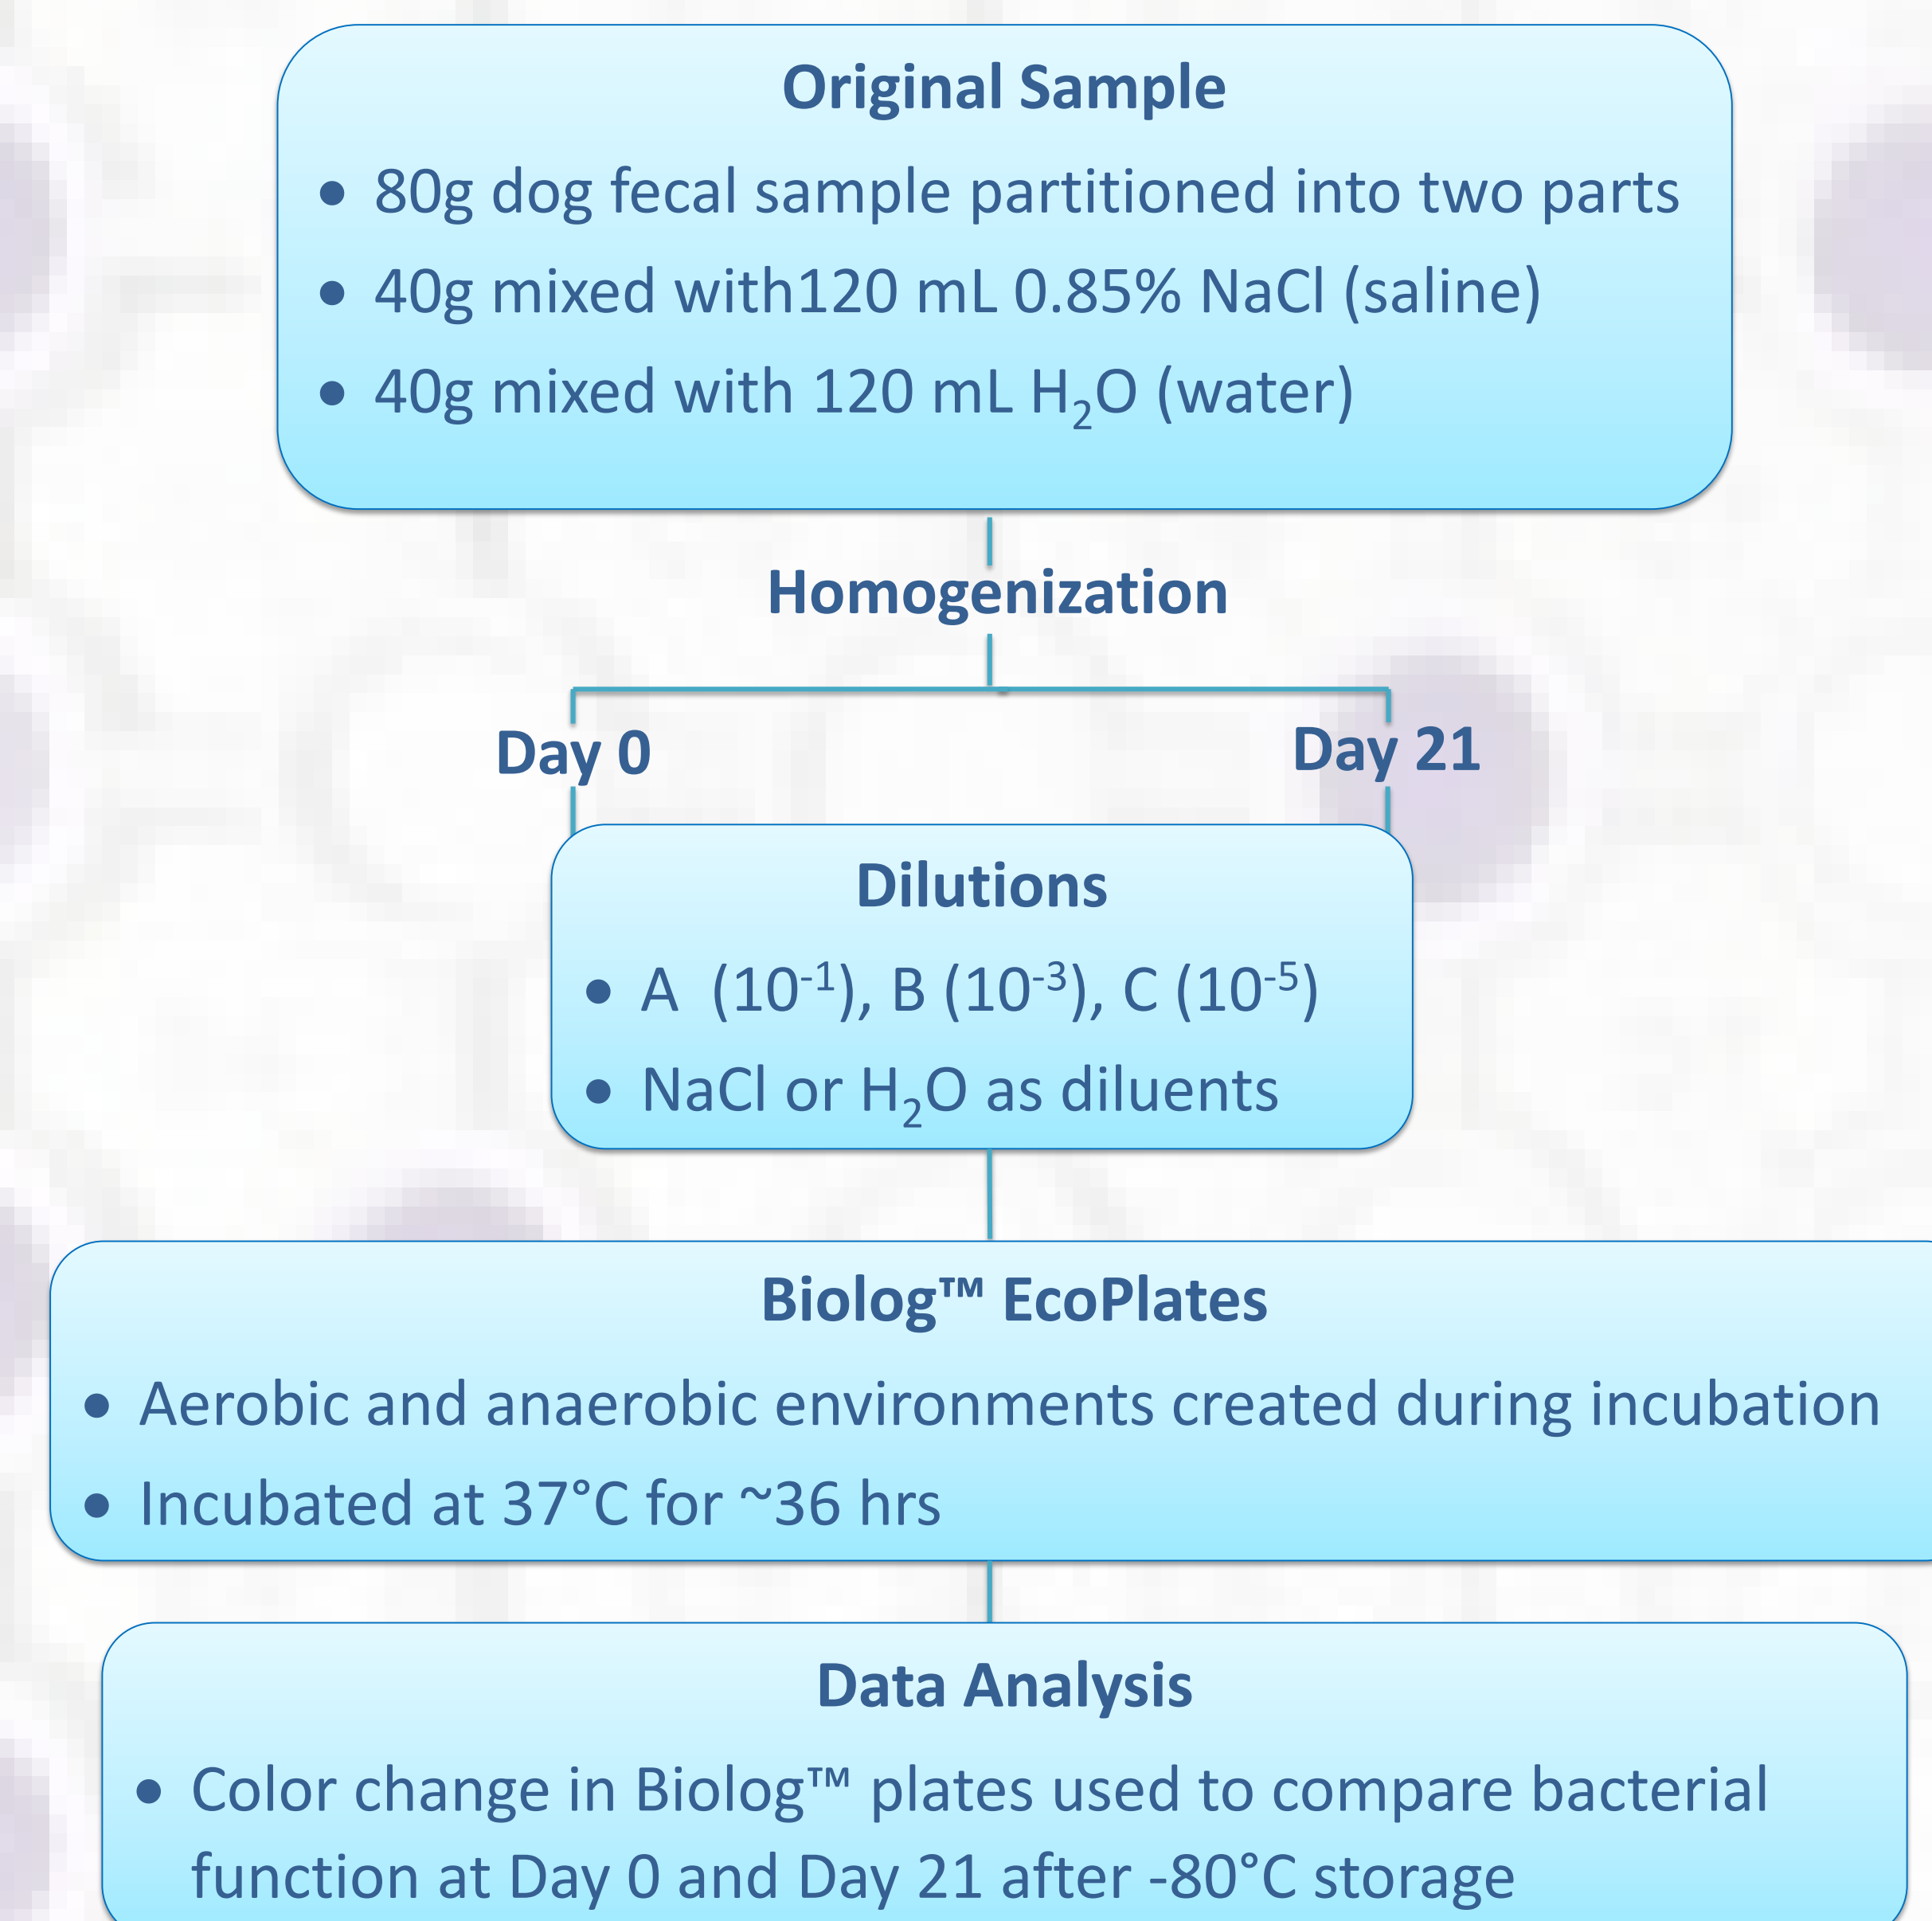 Original Sample
• 80g dog fecal sample partitioned into two parts
• 40g mixed with120 mL 0.85% NaCl (saline)
• 40g mixed with 120 mL H₂O (water)
Homogenization
Day 0 Day 21
Dilutions
• A (10⁻¹), B (10⁻³), C (10⁻⁵)
• NaCl or H₂O as diluents
Biolog™ EcoPlates
• Aerobic and anaerobic environments created during incubation
• Incubated at 37°C for ~36 hrs
Data Analysis
• Color change in Biolog™ plates used to compare bacterial
function at Day 0 and Day 21 after -80°C storage